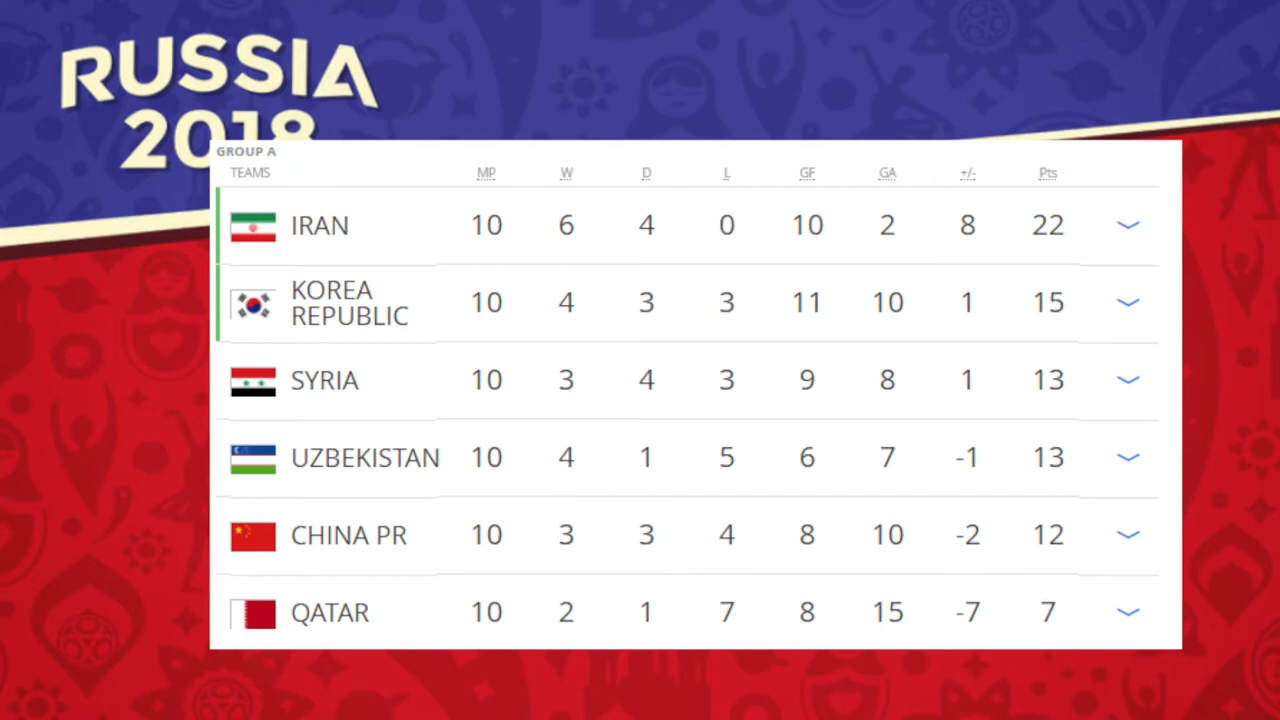 RUSSIA
2018
GROUP A
TEAMS MP W D L GF GA +/- Pts
IRAN 10 6 4 0 10 2 8 22
KOREA
REPUBLIC 10 4 3 3 11 10 1 15
SYRIA 10 3 4 3 9 8 1 13
UZBEKISTAN 10 4 1 5 6 7 -1 13
CHINA PR 10 3 3 4 8 10 -2 12
QATAR 10 2 1 7 8 15 -7 7